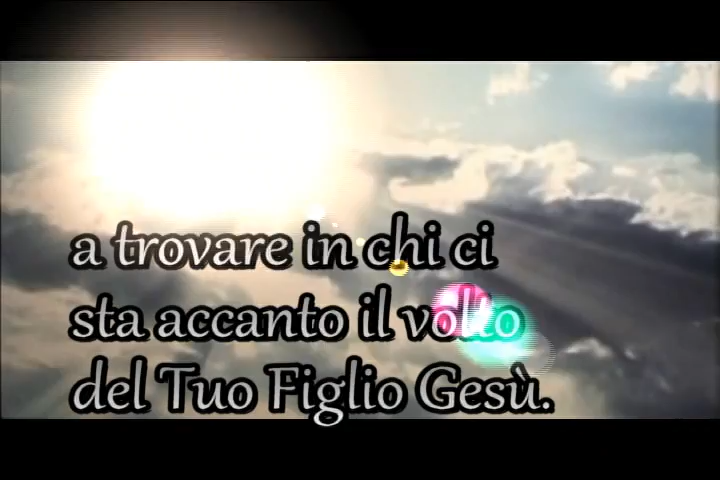 a trovare in chi ci
sta accanto il volto
del Tuo Figlio Gesù.